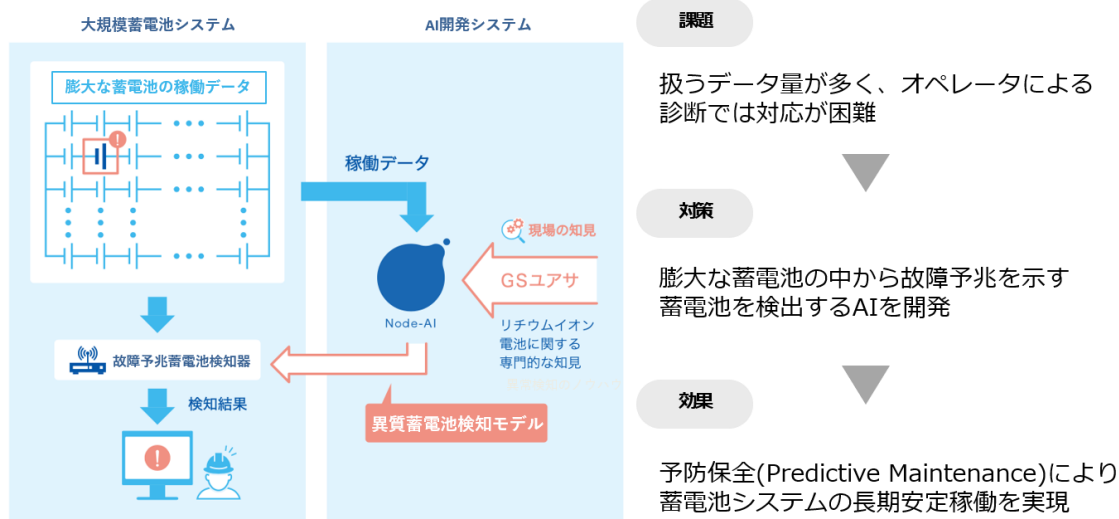 大規模蓄電池システム
膨大な蓄電池の稼働データ
!
故障予兆蓄電池検知器
検知結果
!
AI開発システム
稼働データ
Node-AI
現場の知見
GSユアサ
リチウムイオン
電池に関する
専門的な知見
異質蓄電池検知モデル
課題
扱うデータ量が多く、オペレータによる
診断では対応が困難
対策
膨大な蓄電池の中から故障予兆を示す
蓄電池を検出するAIを開発
効果
予防保全(Predictive Maintenance)により
蓄電池システムの長期安定稼働を実現